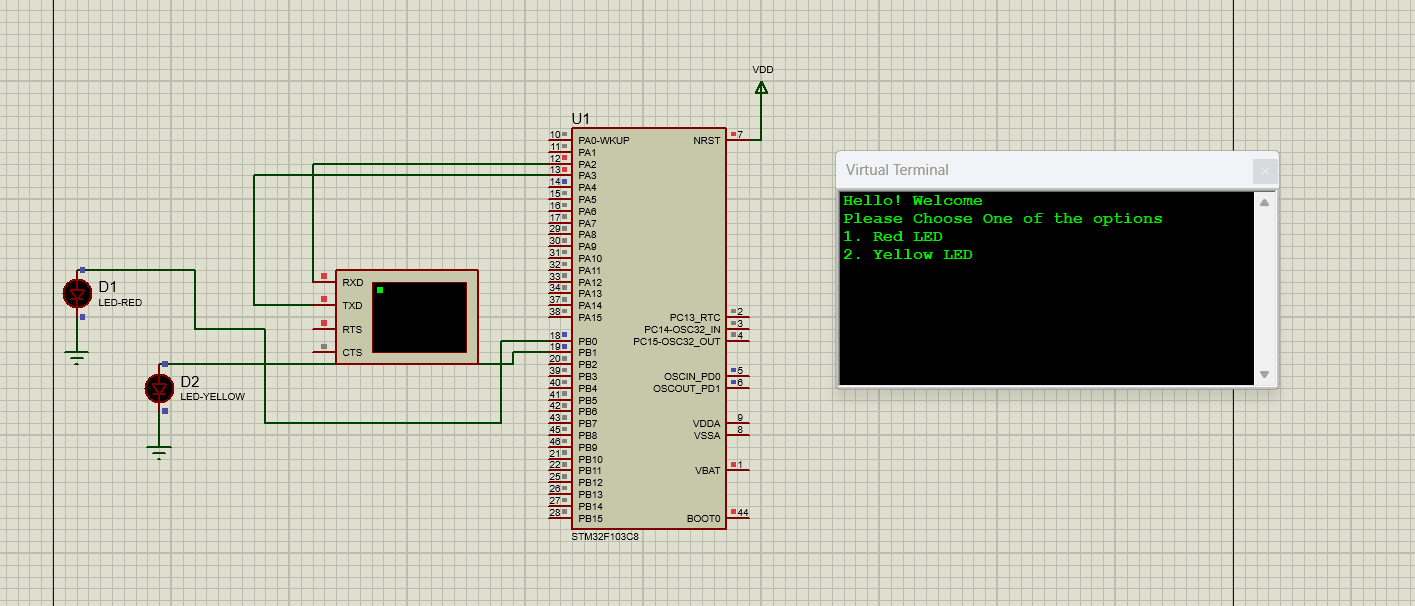 VDD
U1
10 PA0-WKUP
11 PA1
12 PA2
13 PA3
14 PA4
15 PA5
16 PA6
17 PA7
29 PA8
30 PA9
31 PA10
32 PA11
33 PA12
34 PA13
37 PA14
38 PA15
18 PB0
19 PB1
20 PB2
39 PB3
40 PB4
41 PB5
42 PB6
43 PB7
45 PB8
46 PB9
21 PB10
22 PB11
25 PB12
26 PB13
27 PB14
28 PB15
NRST 7
PC13_RTC 2
PC14-OSC32_IN 3
PC15-OSC32_OUT 4
OSCIN_PD0 5
OSCOUT_PD1 6
VDDA 9
VSSA 8
VBAT 1
BOOT0 44
STM32F103C8
RXD
TXD
RTS
CTS
D1
LED-RED
D2
LED-YELLOW
Virtual Terminal
Hello! Welcome
Please Choose One of the options
1. Red LED
2. Yellow LED